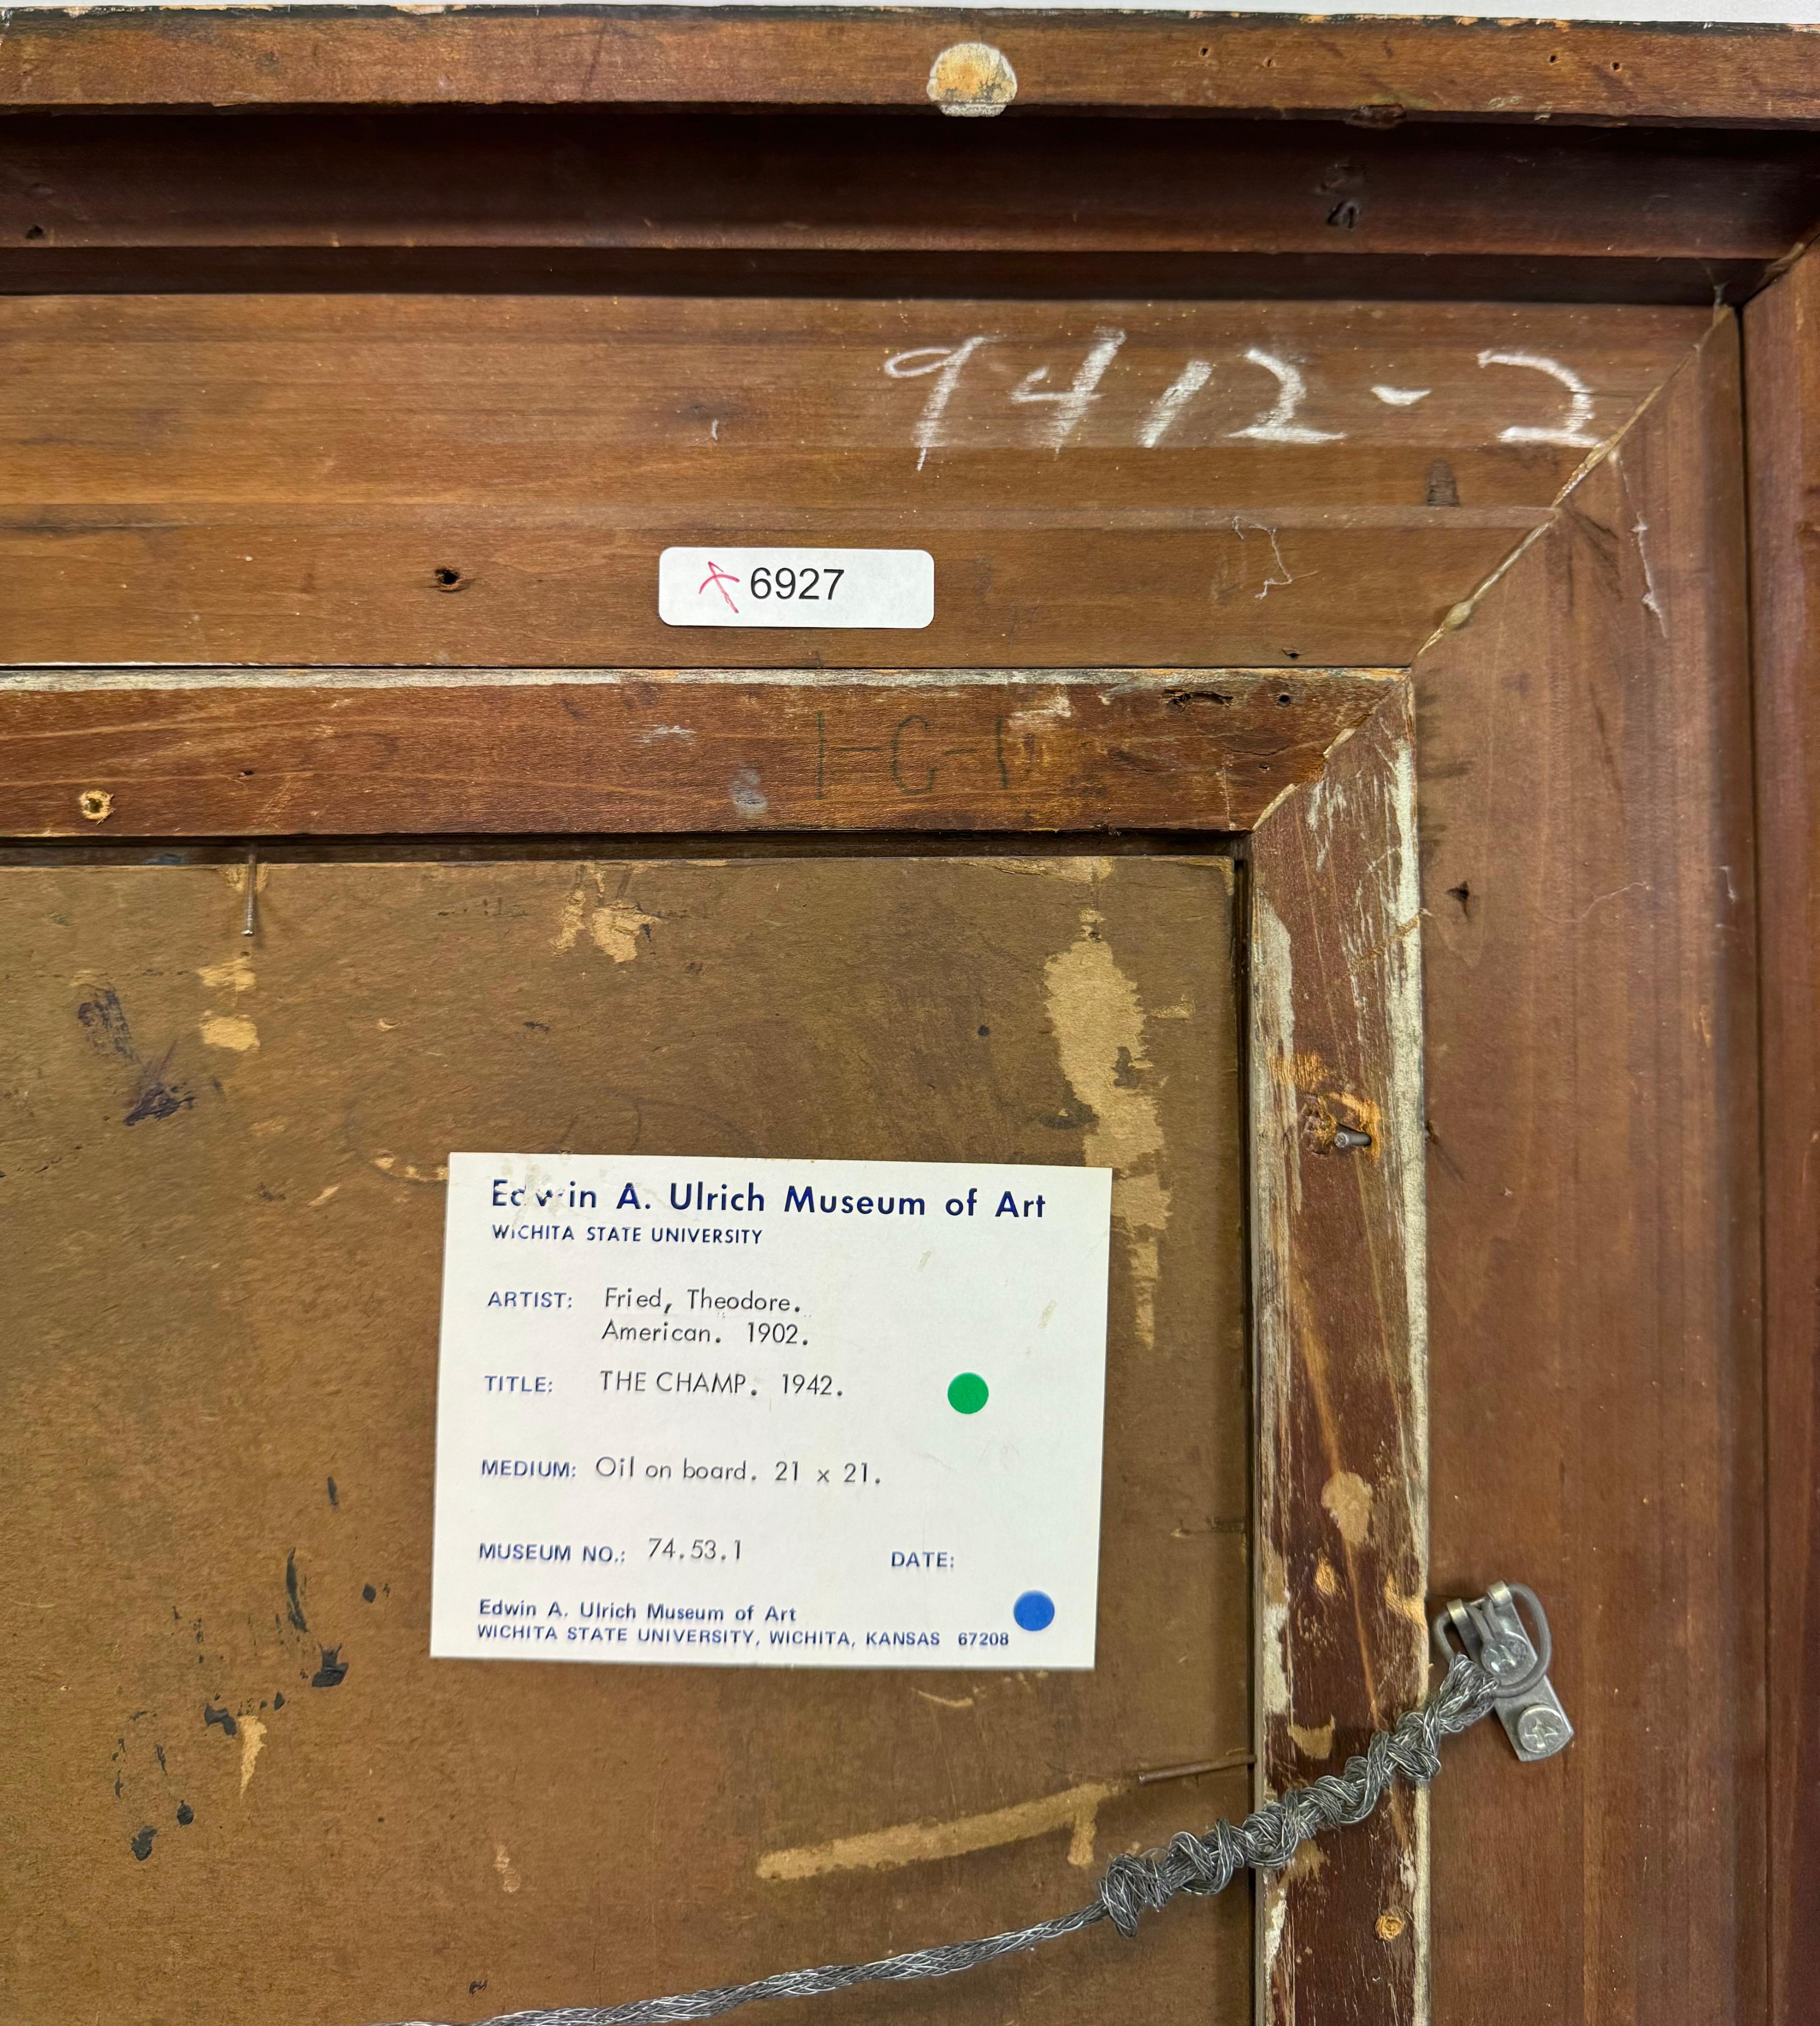 9412-2
6927
1-C-1
Edwin A. Ulrich Museum of Art
WICHITA STATE UNIVERSITY
ARTIST: Fried, Theodore.
American. 1902.
TITLE: THE CHAMP. 1942.
MEDIUM: Oil on board. 21 x 21.
MUSEUM NO.: 74.53.1 DATE:
Edwin A. Ulrich Museum of Art
WICHITA STATE UNIVERSITY, WICHITA, KANSAS 67208